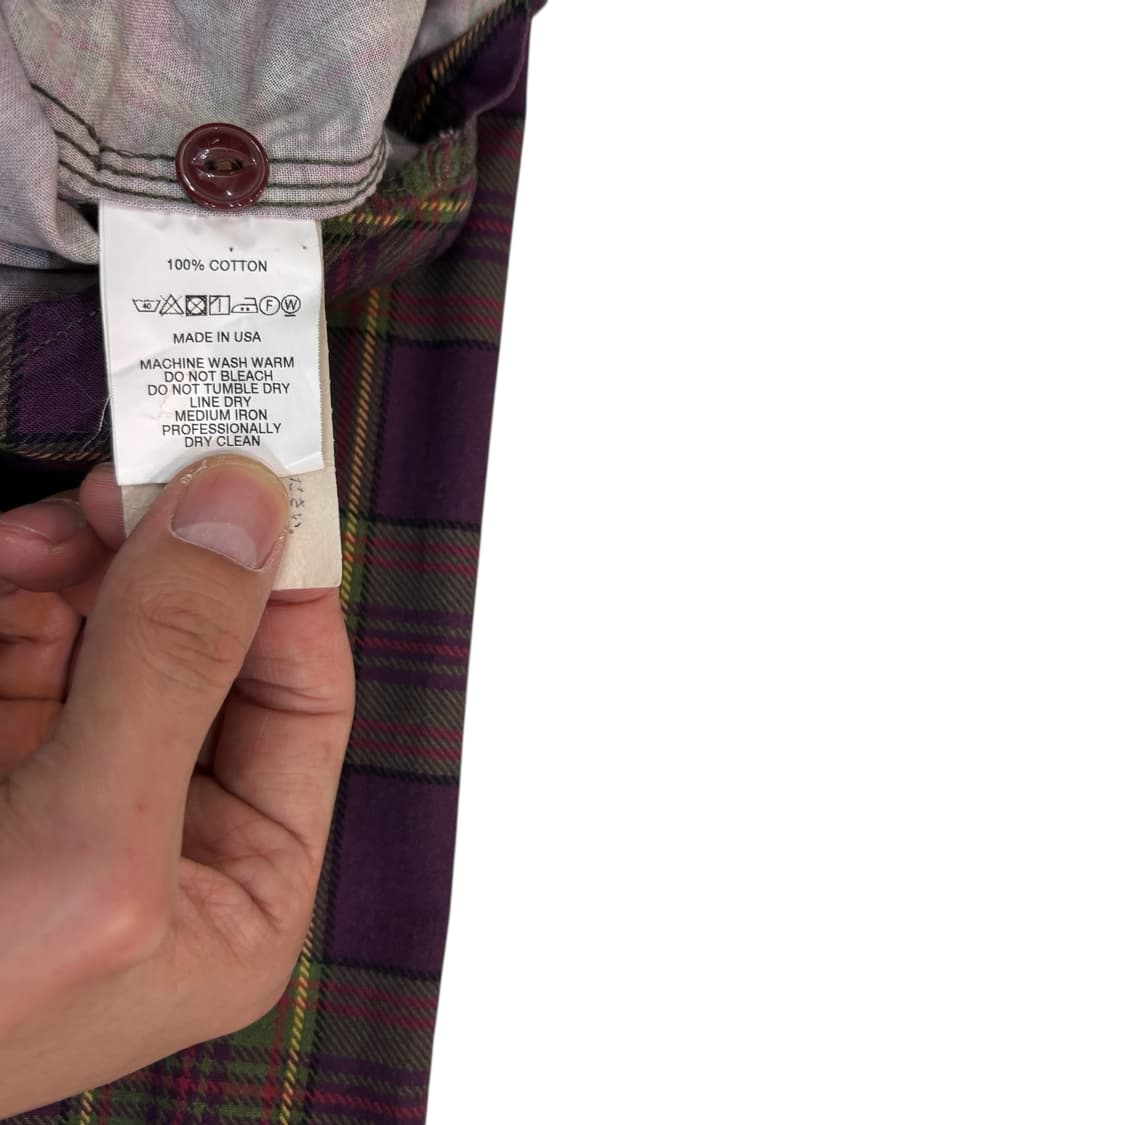 100% COTTON
40 F W
MADE IN USA
MACHINE WASH WARM
DO NOT BLEACH
DO NOT TUMBLE DRY
LINE DRY
MEDIUM IRON
PROFESSIONALLY
DRY CLEAN